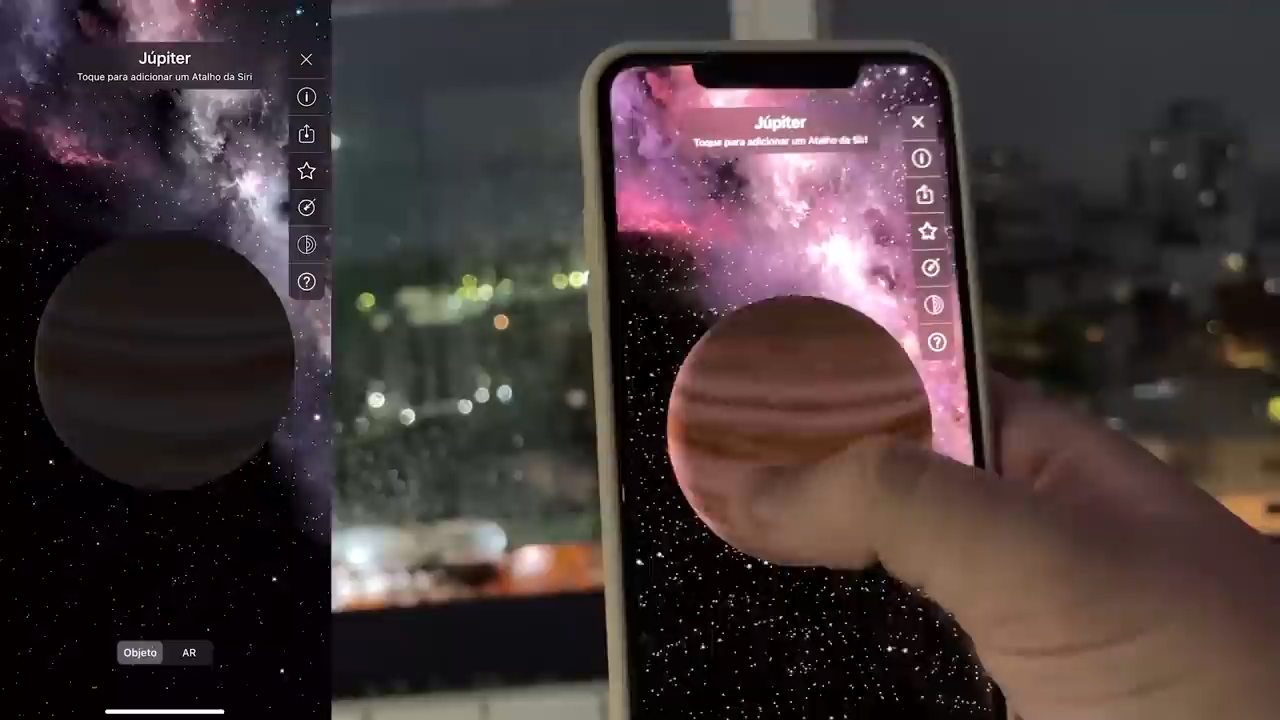 Júpiter
Toque para adicionar um Atalho da Siri
Objeto
AR
Júpiter
Toque para adicionar um Atalho da Siri